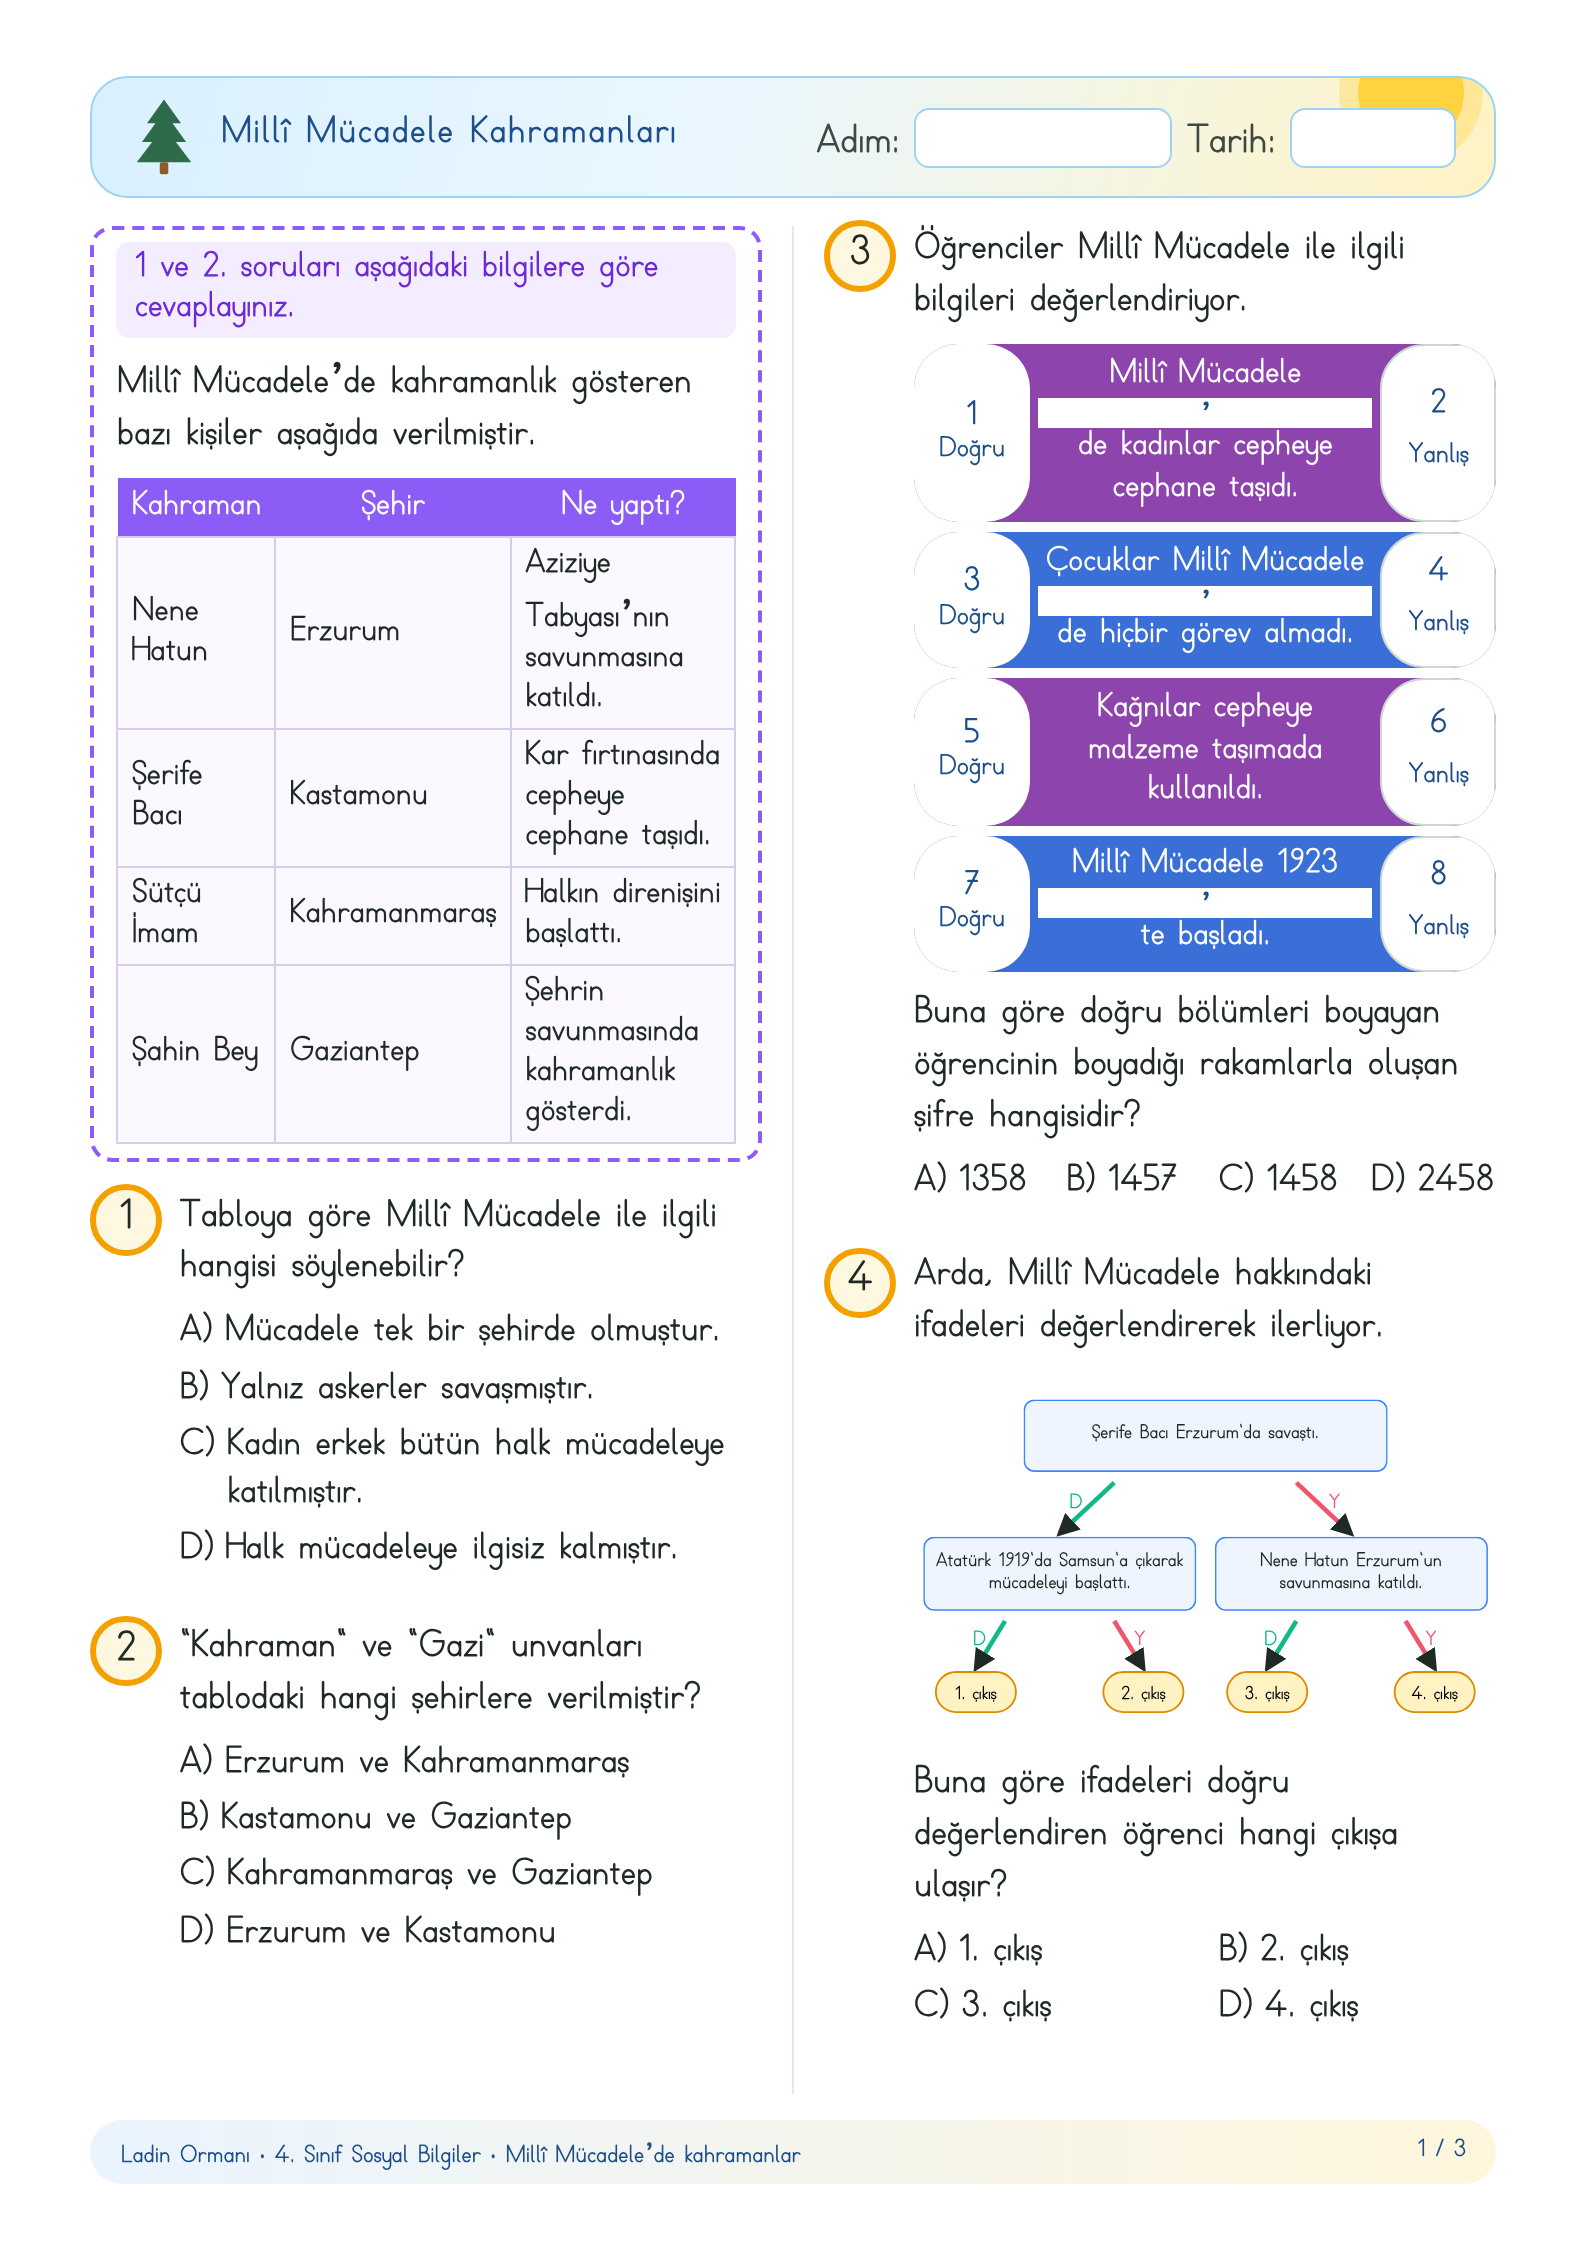 Millî Mücadele Kahramanları
Adım:
Tarih:
1 ve 2. soruları aşağıdaki bilgilere göre
cevaplayınız.
Millî Mücadele’de kahramanlık gösteren
bazı kişiler aşağıda verilmiştir.
Kahraman Şehir Ne yaptı?
Nene
Hatun
Erzurum
Aziziye
Tabyası’nın
savunmasına
katıldı.
Şerife
Bacı
Kastamonu
Kar fırtınasında
cepheye
cephane taşıdı.
Sütçü
İmam
Kahramanmaraş
Halkın direnişini
başlattı.
Şahin Bey
Gaziantep
Şehrin
savunmasında
kahramanlık
gösterdi.
1
Tabloya göre Millî Mücadele ile ilgili
hangisi söylenebilir?
A) Mücadele tek bir şehirde olmuştur.
B) Yalnız askerler savaşmıştır.
C) Kadın erkek bütün halk mücadeleye
katılmıştır.
D) Halk mücadeleye ilgisiz kalmıştır.
2
“Kahraman“ ve “Gazi“ unvanları
tablodaki hangi şehirlere verilmiştir?
A) Erzurum ve Kahramanmaraş
B) Kastamonu ve Gaziantep
C) Kahramanmaraş ve Gaziantep
D) Erzurum ve Kastamonu
3
Öğrenciler Millî Mücadele ile ilgili
bilgileri değerlendiriyor.
1
Doğru
Millî Mücadele
’
de kadınlar cepheye
cephane taşıdı.
2
Yanlış
3
Doğru
Çocuklar Millî Mücadele
’
de hiçbir görev almadı.
4
Yanlış
5
Doğru
Kağnılar cepheye
malzeme taşımada
kullanıldı.
6
Yanlış
7
Doğru
Millî Mücadele 1923
’
te başladı.
8
Yanlış
Buna göre doğru bölümleri boyayan
öğrencinin boyadığı rakamlarla oluşan
şifre hangisidir?
A) 1358 B) 1457 C) 1458 D) 2458
4
Arda, Millî Mücadele hakkındaki
ifadeleri değerlendirerek ilerliyor.
Şerife Bacı Erzurum‘da savaştı.
D
Y
Atatürk 1919‘da Samsun‘a çıkarak
mücadeleyi başlattı.
Nene Hatun Erzurum‘un
savunmasına katıldı.
D
Y
D
Y
1. çıkış
2. çıkış
3. çıkış
4. çıkış
Buna göre ifadeleri doğru
değerlendiren öğrenci hangi çıkışa
ulaşır?
A) 1. çıkış B) 2. çıkış
C) 3. çıkış D) 4. çıkış
Ladin Ormanı · 4. Sınıf Sosyal Bilgiler · Millî Mücadele’de kahramanlar
1 / 3